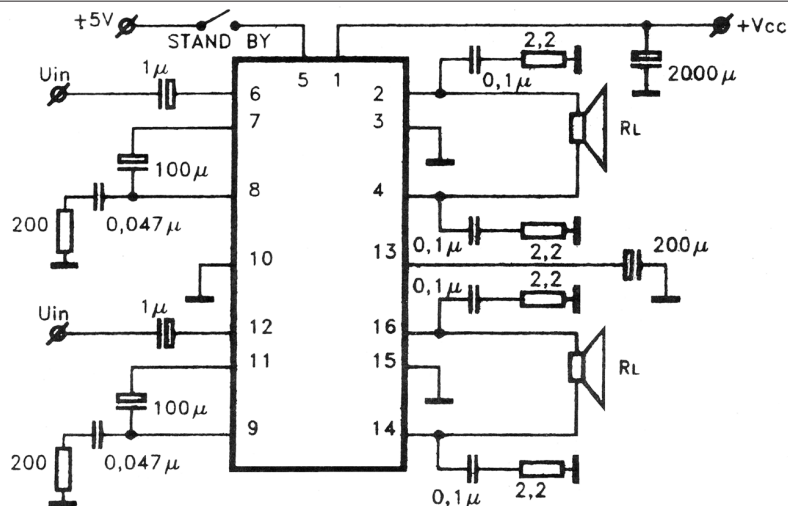 +5V
STAND BY
+Vcc
1µ
Uin
5 1
2,2
0,1µ
2000µ
6
2
7
3
RL
100µ
8
4
200
0,047µ
0,1µ
2,2
10
13
200µ
2,2
0,1µ
1µ
Uin
12
16
11
15
RL
100µ
9
14
200
0,047µ
0,1µ
2,2